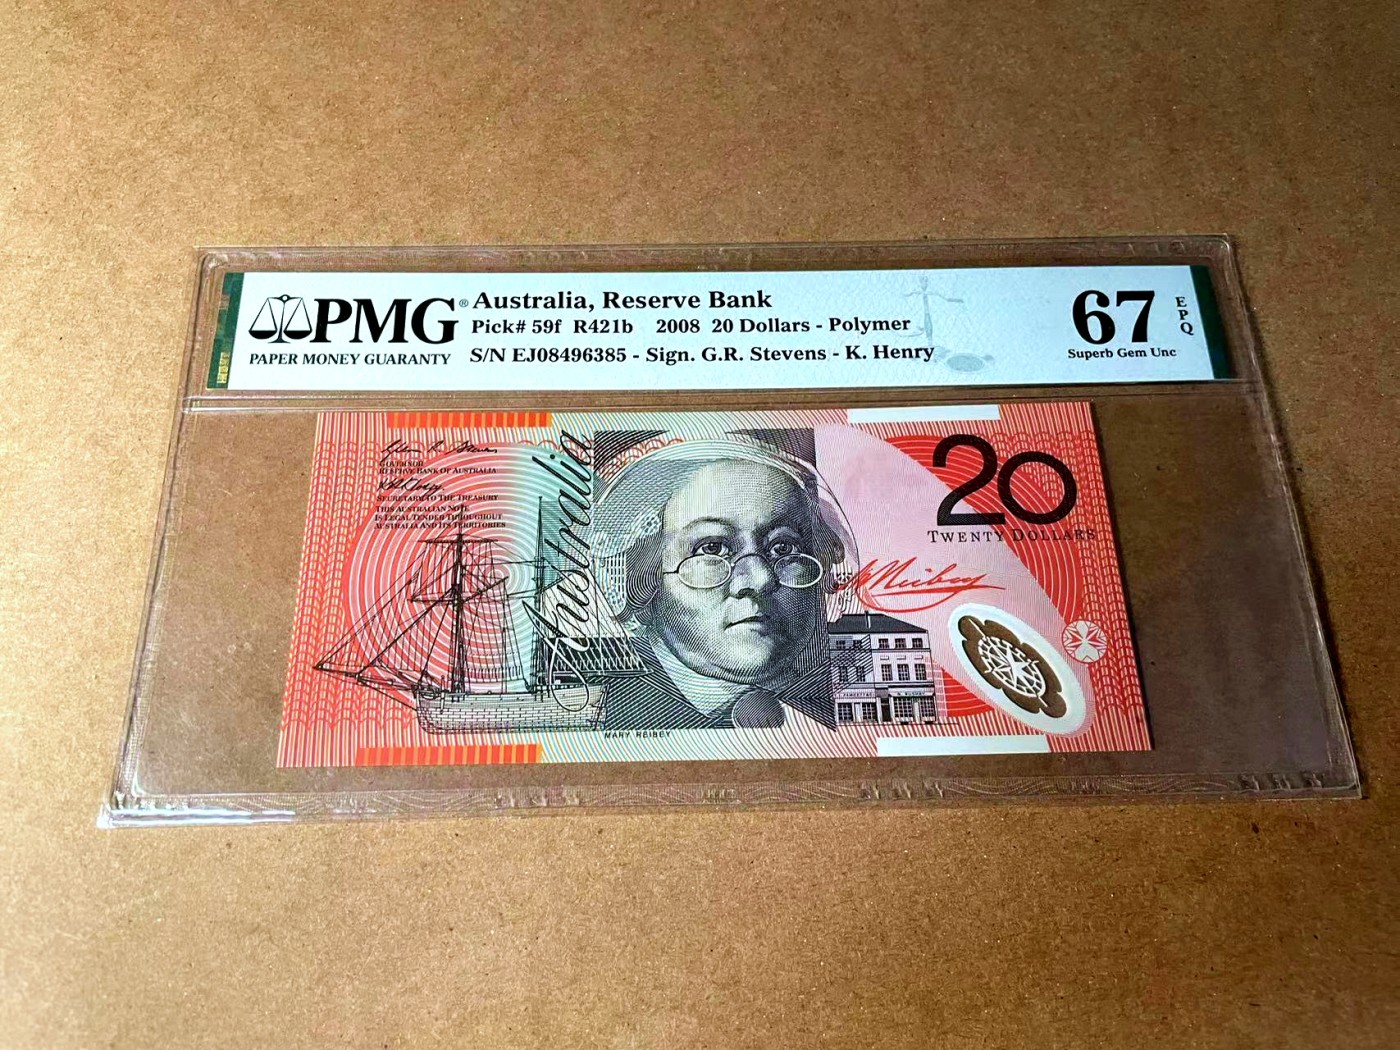 PMG®
PAPER MONEY GUARANTY
Australia, Reserve Bank
Pick# 59f R421b 2008 20 Dollars - Polymer
S/N EJ08496385 - Sign. G.R. Stevens - K. Henry
67
EPQ
Superb Gem Unc
GOVERNOR
RESERVE BANK OF AUSTRALIA
SECRETARY TO THE TREASURY
THIS AUSTRALIAN NOTE
IS LEGAL TENDER THROUGHOUT
AUSTRALIA AND ITS TERRITORIES
Australia
20
TWENTY DOLLARS
M Reibey
MARY REIBEY